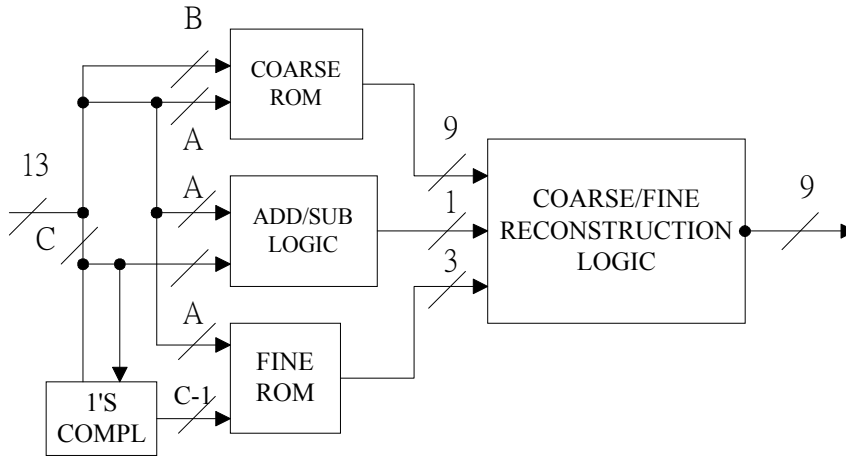 B
COARSE
ROM
A
13
9
A
ADD/SUB
LOGIC
1
COARSE/FINE
RECONSTRUCTION
LOGIC
9
C
3
A
FINE
ROM
1'S
COMPL
C-1